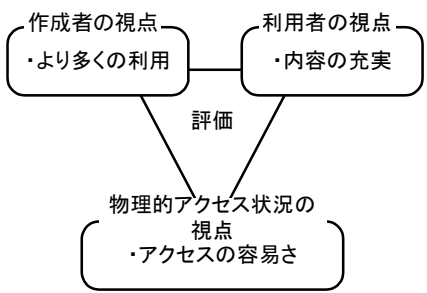 作成者の視点
利用者の視点
・より多くの利用
・内容の充実
評価
物理的アクセス状況の
視点
・アクセスの容易さ